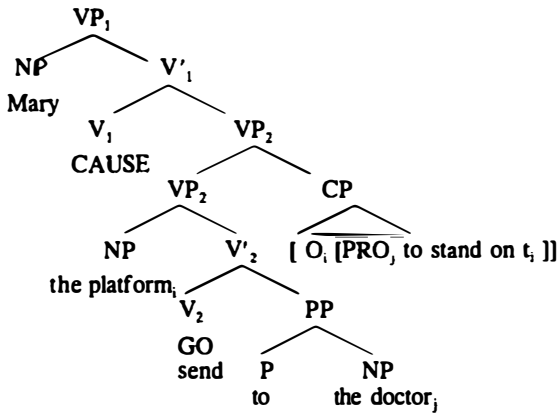 VP₁
NP V'₁
Mary
V₁ VP₂
CAUSE
VP₂ CP
NP V'₂ [ Oᵢ [PROⱼ to stand on tᵢ ]]
the platformᵢ
V₂ PP
GO
send P NP
to the doctorⱼ